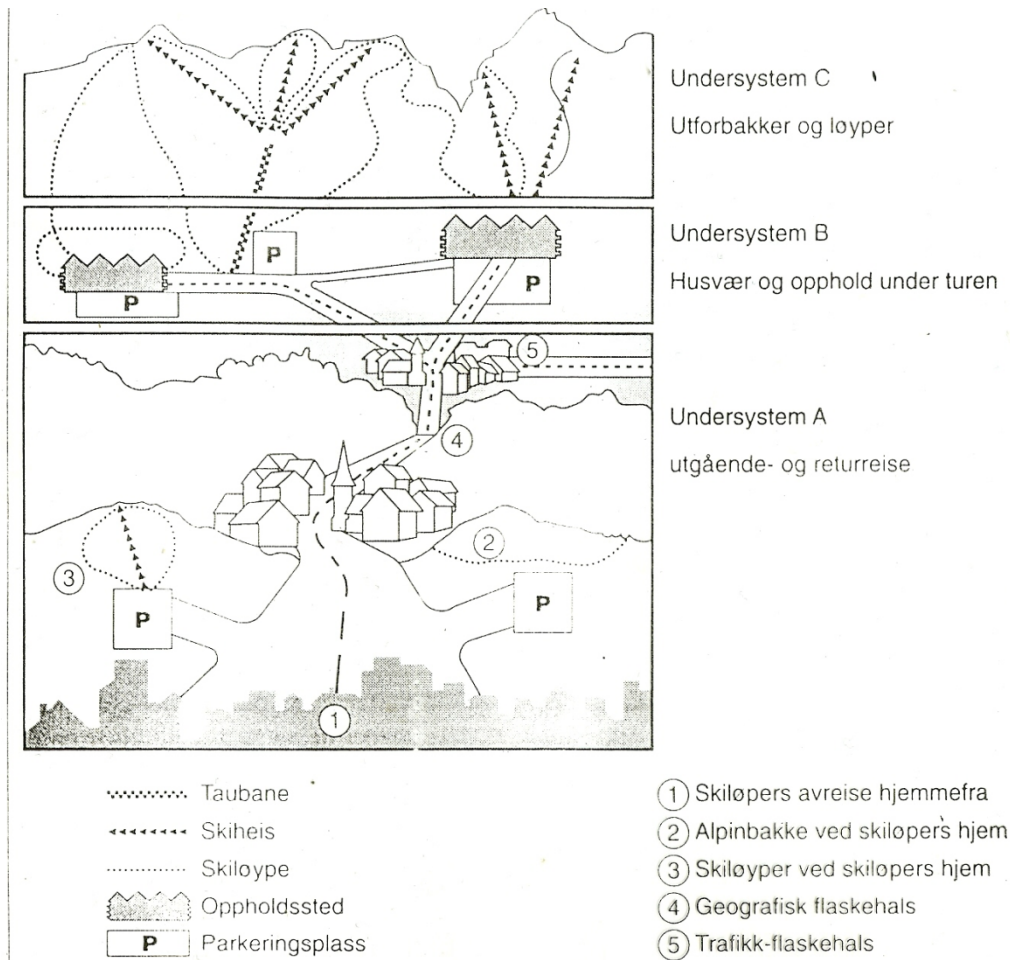 Undersystem C
Utforbakker og løyper
P
Undersystem B
P
Husvær og opphold under turen
P
5
Undersystem A
4
utgående- og returreise
2
3
P
P
1
Taubane
Skiheis
Skiløype
Oppholdssted
P Parkeringsplass
1 Skiløpers avreise hjemmefra
2 Alpinbakke ved skiløpers hjem
3 Skiløyper ved skiløpers hjem
4 Geografisk flaskehals
5 Trafikk-flaskehals